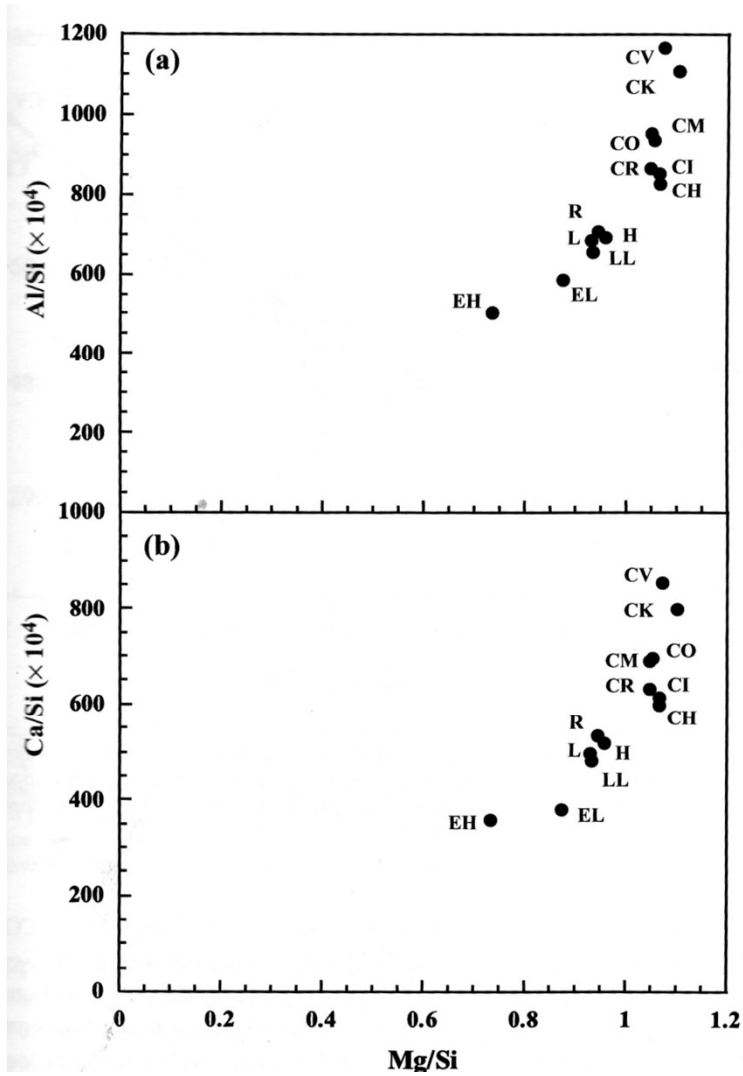 1200
(a)
CV
CK
1000
CM
CO
CR
CI
CH
800
R
L
H
LL
600
EL
EH
400
200
Al/Si (× 10⁴)
1000
(b)
CV
CK
800
CO
CM
CR
CI
CH
600
R
L
H
LL
EH
EL
400
200
0
Ca/Si (× 10⁴)
0 0.2 0.4 0.6 0.8 1 1.2
Mg/Si